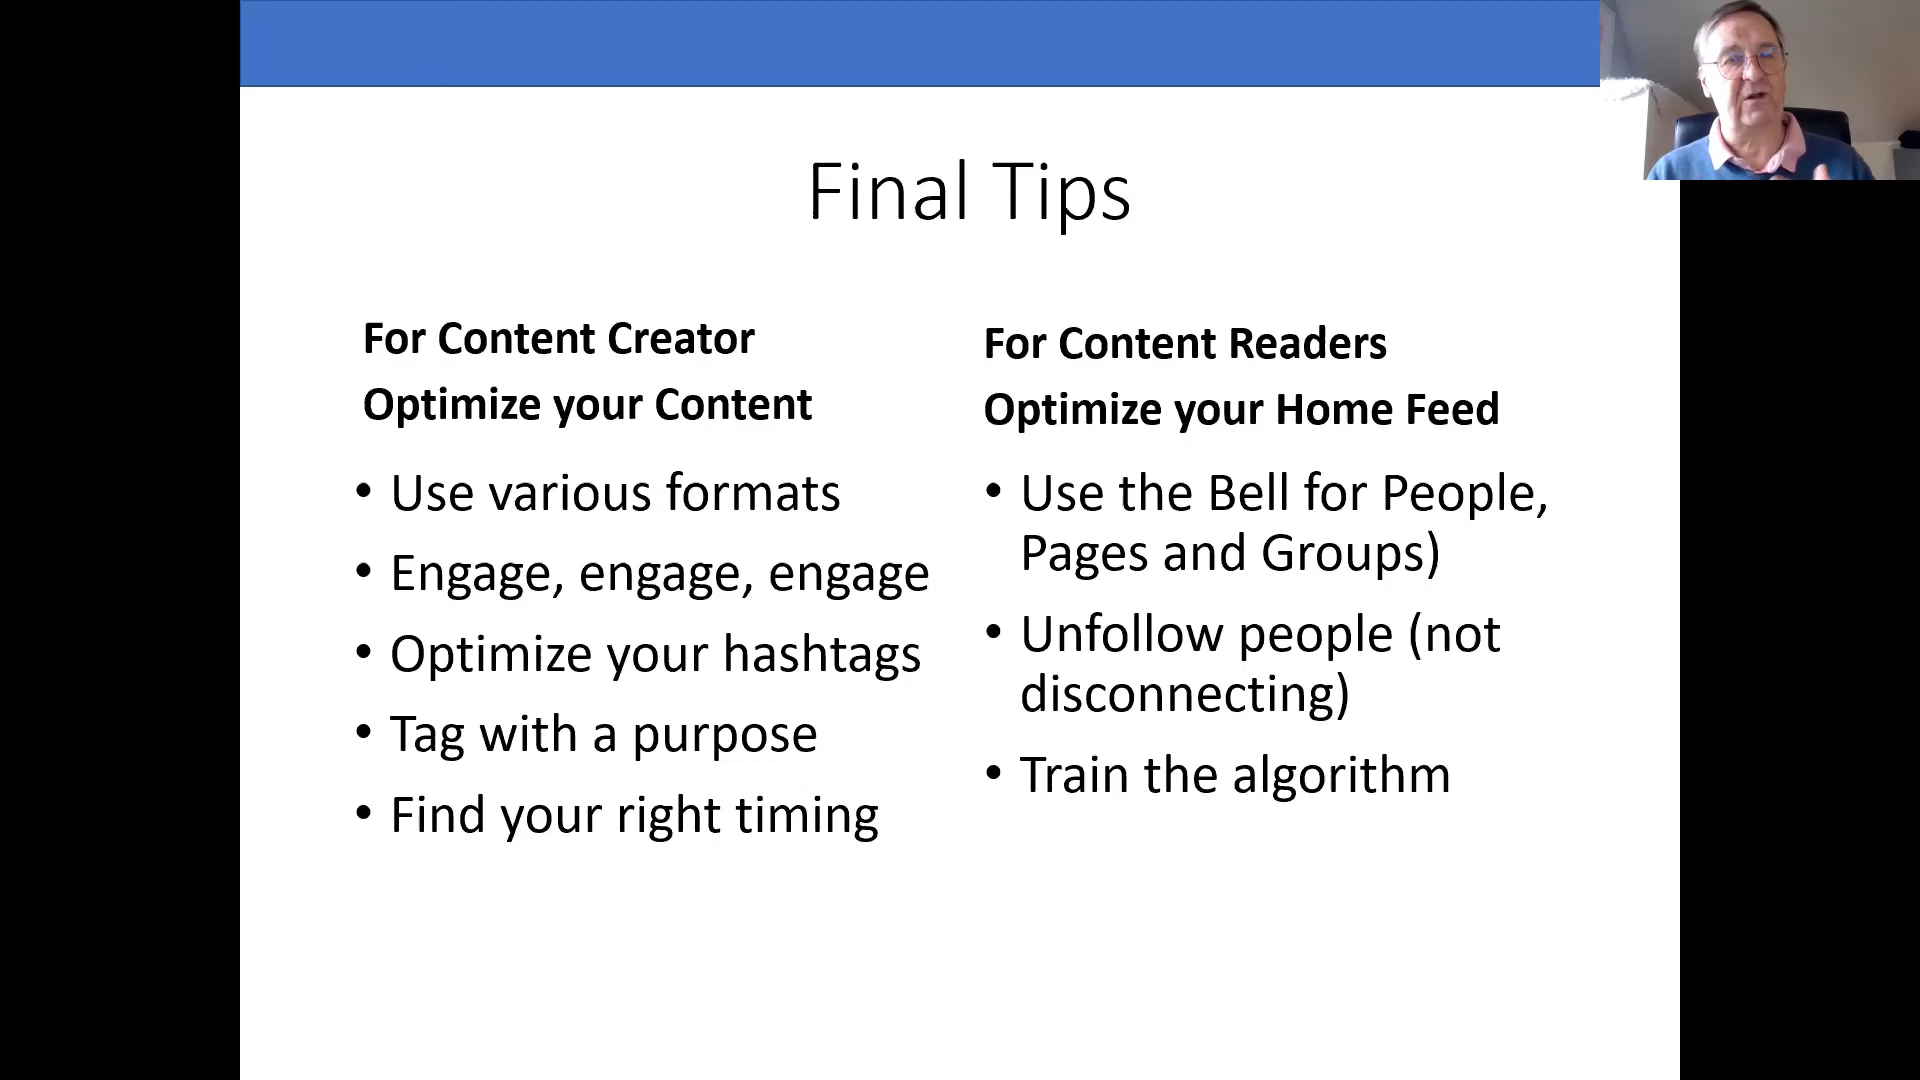 Final Tips
For Content Creator
Optimize your Content
• Use various formats
• Engage, engage, engage
• Optimize your hashtags
• Tag with a purpose
• Find your right timing
For Content Readers
Optimize your Home Feed
• Use the Bell for People,
Pages and Groups)
• Unfollow people (not
disconnecting)
• Train the algorithm